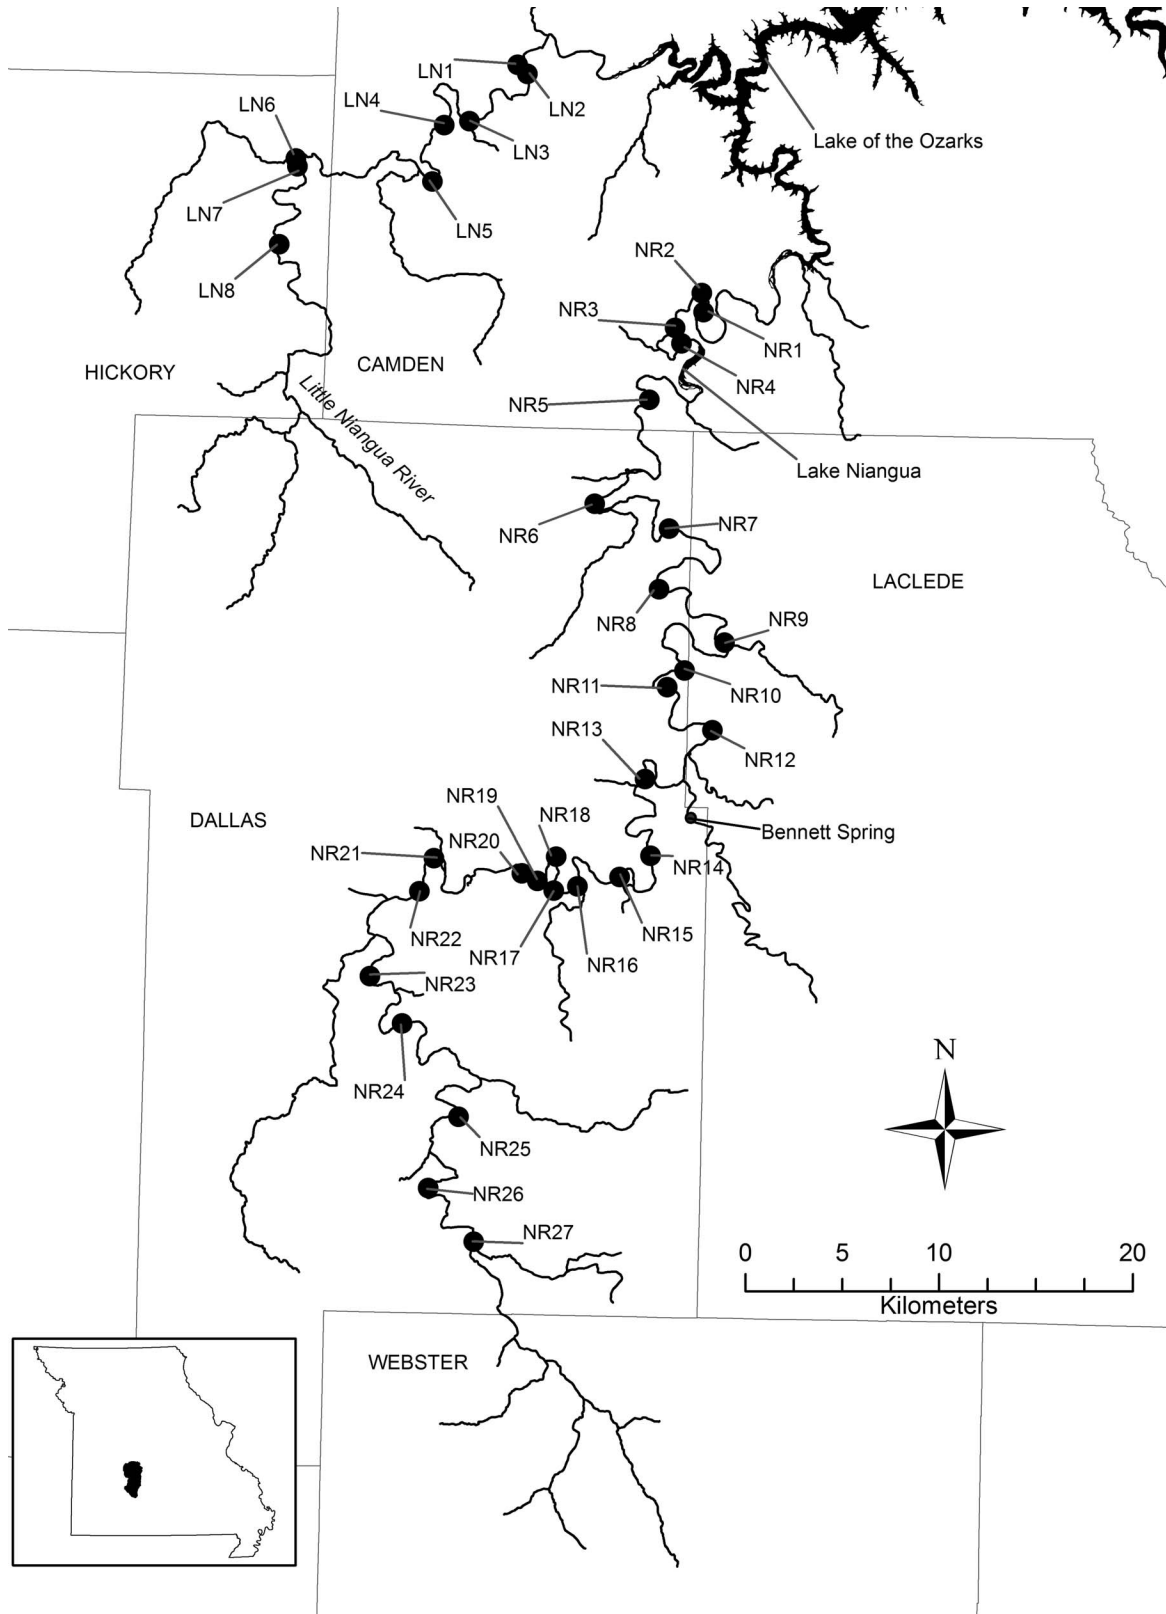 LN1
LN2
LN4
LN6
LN3
Lake of the Ozarks
LN7
LN5
NR2
LN8
NR3
NR1
HICKORY
CAMDEN
NR4
Little Niangua River
NR5
Lake Niangua
NR6
NR7
LACLEDE
NR8
NR9
NR11
NR10
NR13
NR12
NR19
DALLAS
NR18
Bennett Spring
NR20
NR21
NR14
NR22
NR15
NR17
NR16
NR23
N
NR24
NR25
NR26
NR27
0 5 10 20
Kilometers
WEBSTER